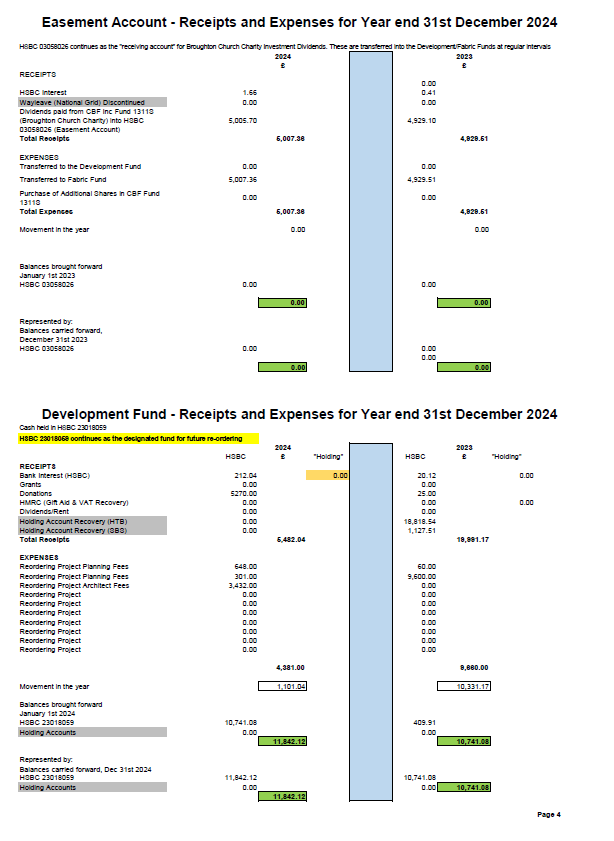 Easement Account - Receipts and Expenses for Year end 31st December 2024
HSBC 03058026 continues as the "receiving account" for Broughton Church Charity Investment Dividends. These are transferred into the Development/Fabric Funds at regular intervals
2024 2023
£ £
RECEIPTS
0.00
HSBC Interest 1.66 0.41
Wayleave (National Grid) Discontinued 0.00 0.00
Dividends paid from CBF Inc Fund 1311S
(Broughton Church Charity) into HSBC 5,005.70 4,929.10
03058026 (Easement Account)
Total Receipts 5,007.36 4,929.51
EXPENSES
Transferred to the Development Fund 0.00 0.00
Transferred to Fabric Fund 5,007.36 4,929.51
Purchase of Additional Shares in CBF Fund 0.00 0.00
1311S
Total Expenses 5,007.36 4,929.51
Movement in the year 0.00 0.00
Balances brought forward
January 1st 2023
HSBC 03058026 0.00 0.00
0.00 0.00
Represented by:
Balances carried forward,
December 31st 2023
HSBC 03058026 0.00 0.00
0.00
0.00 0.00
Development Fund - Receipts and Expenses for Year end 31st December 2024
Cash held in HSBC 23018059
HSBC 23018059 continues as the designated fund for future re-ordering
2024 2023
HSBC £ "Holding" HSBC £ "Holding"
RECEIPTS
Bank Interest (HSBC) 212.04 0.00 20.12 0.00
Grants 0.00 0.00
Donations 5270.00 25.00
HMRC (Gift Aid & VAT Recovery) 0.00 0.00 0.00
Dividends/Rent 0.00 0.00
Holding Account Recovery (HTB) 0.00 18,818.54
Holding Account Recovery (SBS) 0.00 1,127.51
Total Receipts 5,482.04 19,991.17
EXPENSES
Reordering Project Planning Fees 648.00 60.00
Reordering Project Planning Fees 301.00 9,600.00
Reordering Project Architect Fees 3,432.00 0.00
Reordering Project 0.00 0.00
Reordering Project 0.00 0.00
Reordering Project 0.00 0.00
Reordering Project 0.00 0.00
Reordering Project 0.00 0.00
Reordering Project 0.00 0.00
Reordering Project 0.00 0.00
4,381.00 9,660.00
Movement in the year 1,101.04 10,331.17
Balances brought forward
January 1st 2024
HSBC 23018059 10,741.08 409.91
Holding Accounts 0.00 0.00
11,842.12 10,741.08
Represented by:
Balances carried forward, Dec 31st 2024
HSBC 23018059 11,842.12 10,741.08
Holding Accounts 0.00 0.00 10,741.08
11,842.12
Page 4